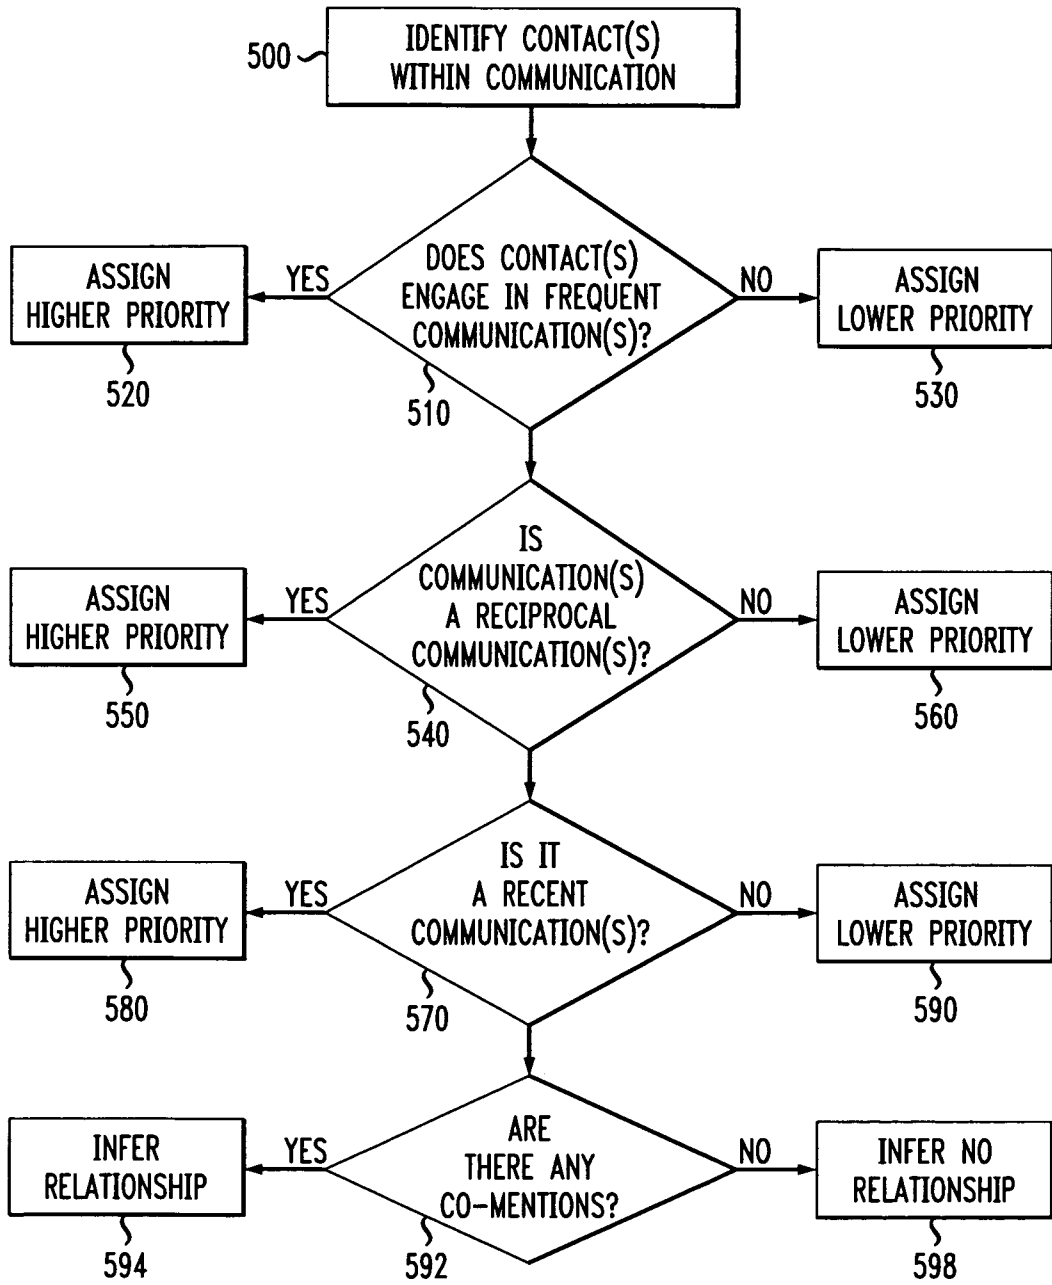 500
IDENTIFY CONTACT(S)
WITHIN COMMUNICATION
ASSIGN
HIGHER PRIORITY
520
YES
DOES CONTACT(S)
ENGAGE IN FREQUENT
COMMUNICATION(S)?
510
NO
ASSIGN
LOWER PRIORITY
530
ASSIGN
HIGHER PRIORITY
550
YES
IS
COMMUNICATION(S)
A RECIPROCAL
COMMUNICATION(S)?
540
NO
ASSIGN
LOWER PRIORITY
560
ASSIGN
HIGHER PRIORITY
580
YES
IS IT
A RECENT
COMMUNICATION(S)?
570
NO
ASSIGN
LOWER PRIORITY
590
INFER
RELATIONSHIP
594
YES
ARE
THERE ANY
CO-MENTIONS?
592
NO
INFER NO
RELATIONSHIP
598